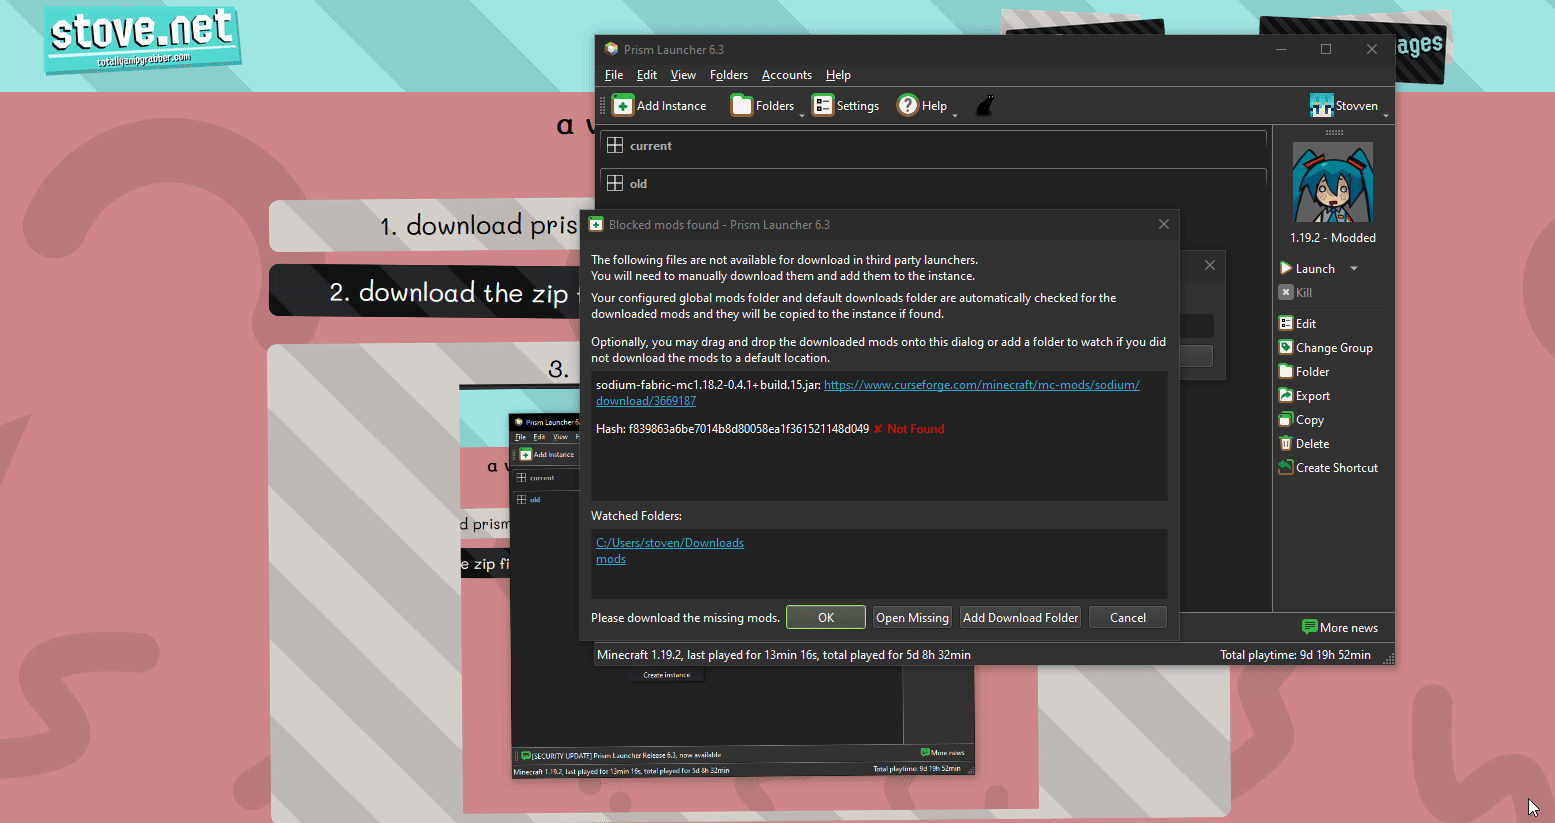 stove.net
totallyanipgrabber.com
ages
a
1. download pris
2. download the zip
3.
Prism Launcher 6.3
File Edit View Folders Accounts Help
Add Instance Folders Settings Help Stovven
current
old
1.19.2 - Modded
Launch
Kill
Edit
Change Group
Folder
Export
Copy
Delete
Create Shortcut
Blocked mods found - Prism Launcher 6.3
The following files are not available for download in third party launchers.
You will need to manually download them and add them to the instance.
Your configured global mods folder and default downloads folder are automatically checked for the
downloaded mods and they will be copied to the instance if found.
Optionally, you may drag and drop the downloaded mods onto this dialog or add a folder to watch if you did
not download the mods to a default location.
sodium-fabric-mc1.18.2-0.4.1+build.15.jar: https://www.curseforge.com/minecraft/mc-mods/sodium/
download/3669187
Hash: f839863a6be7014b8d80058ea1f361521148d049 ✘ Not Found
Watched Folders:
C:/Users/stoven/Downloads
mods
Please download the missing mods. OK Open Missing Add Download Folder Cancel
More news
Minecraft 1.19.2, last played for 13min 16s, total played for 5d 8h 32min Total playtime: 9d 19h 52min
Prism Launcher 6.
File Edit View F
Add Instance
current
old
a
d prism
e zip fi
Create instance
[SECURITY UPDATE] Prism Launcher Release 6.3, now available More news
Minecraft 1.19.2, last played for 13min 16s, total played for 5d 8h 32min Total playtime: 9d 19h 52min